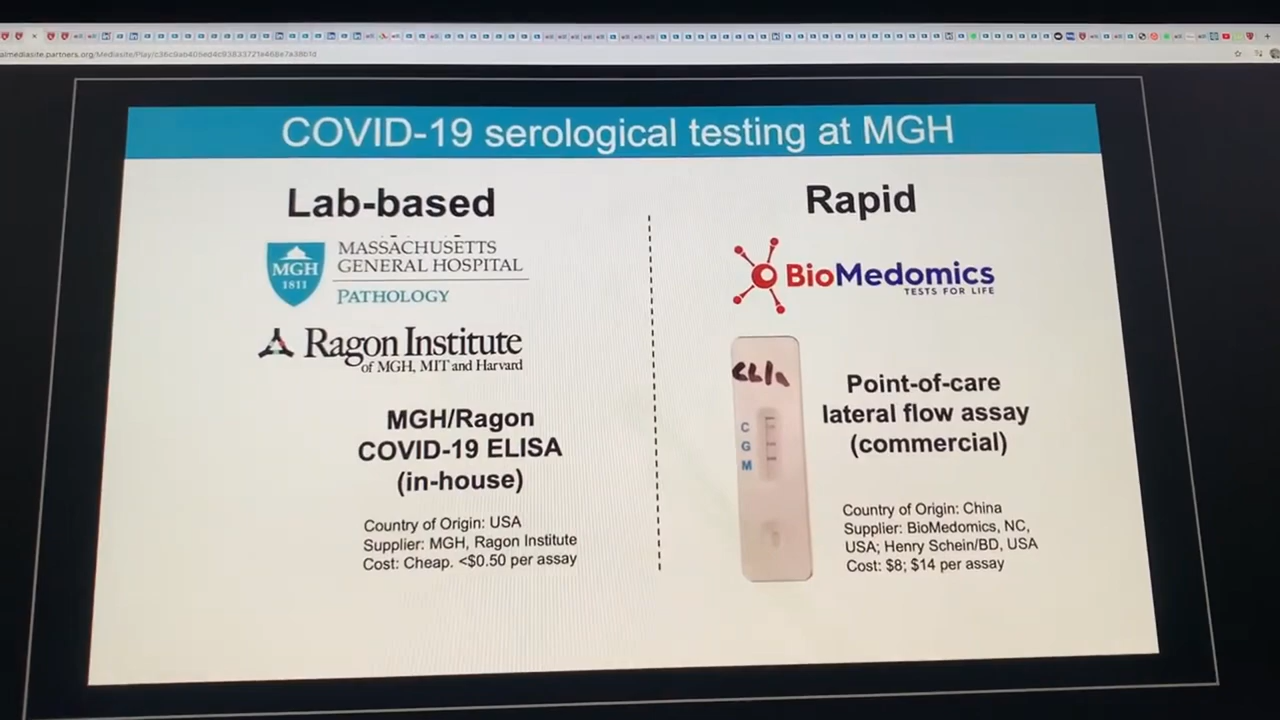 COVID-19 serological testing at MGH
Lab-based
MGH
1811
MASSACHUSETTS
GENERAL HOSPITAL
PATHOLOGY
Ragon Institute
of MGH, MIT and Harvard
MGH/Ragon
COVID-19 ELISA
(in-house)
Country of Origin: USA
Supplier: MGH, Ragon Institute
Cost: Cheap. <$0.50 per assay
Rapid
BioMedomics
TESTS FOR LIFE
C
G
M
Point-of-care
lateral flow assay
(commercial)
Country of Origin: China
Supplier: BioMedomics, NC,
USA; Henry Schein/BD, USA
Cost: $8; $14 per assay